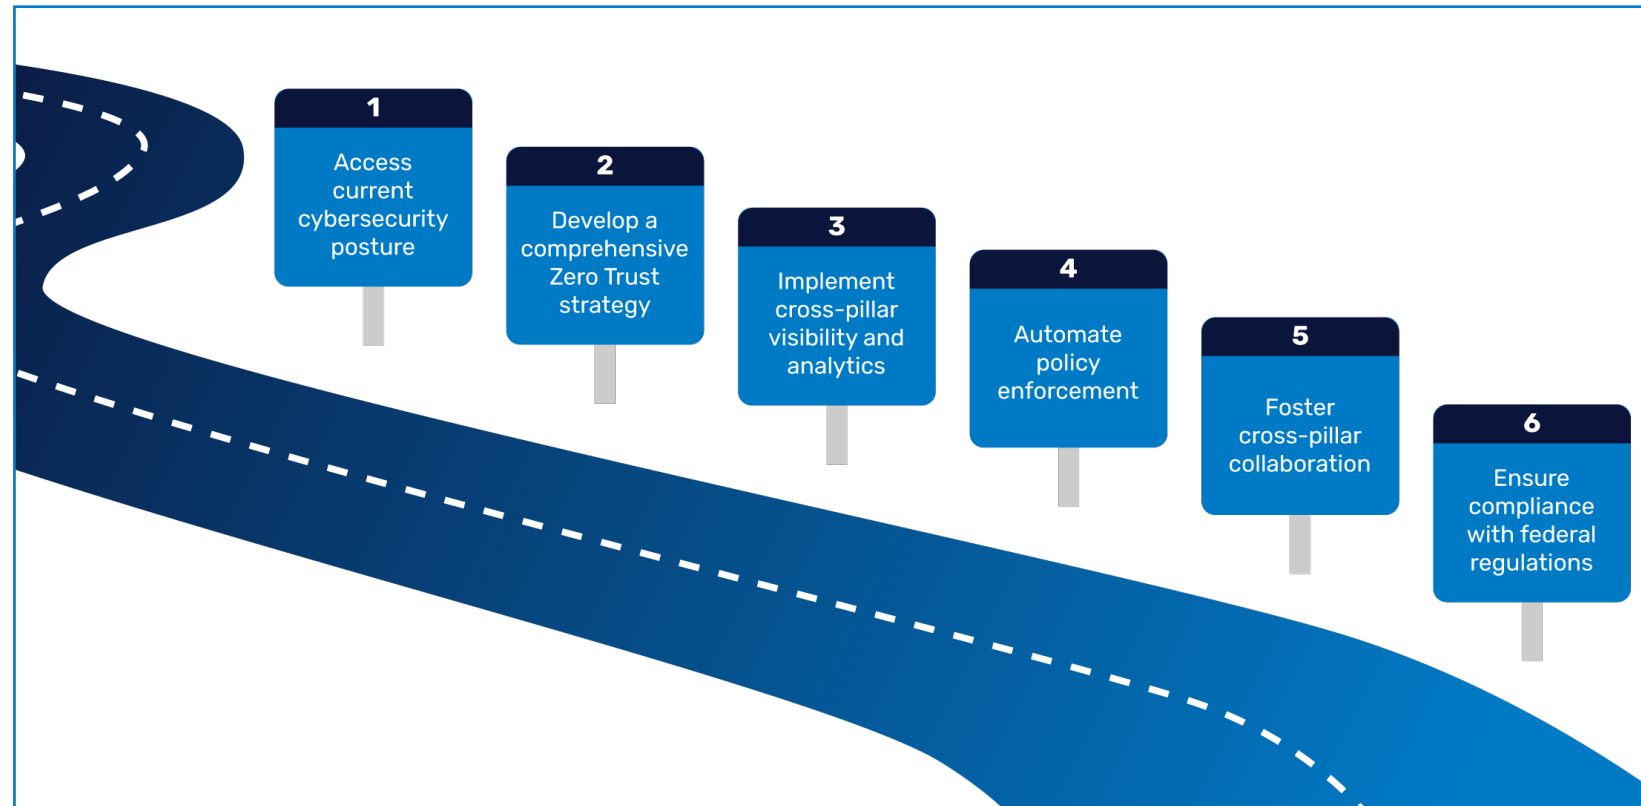 1
Access
current
cybersecurity
posture
2
Develop a
comprehensive
Zero Trust
strategy
3
Implement
cross-pillar
visibility and
analytics
4
Automate
policy
enforcement
5
Foster
cross-pillar
collaboration
6
Ensure
compliance
with federal
regulations